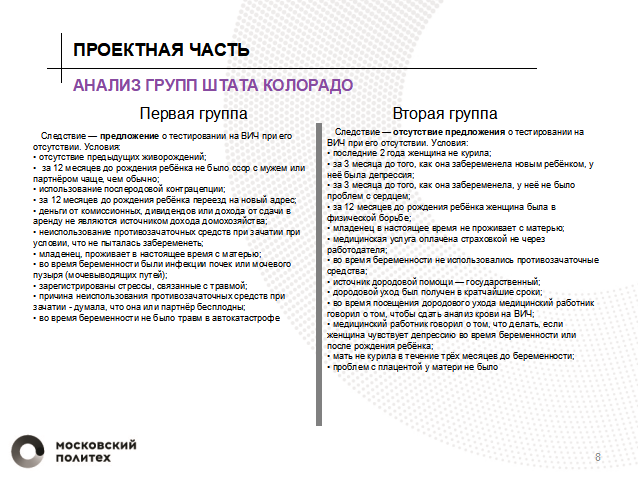 ПРОЕКТНАЯ ЧАСТЬ
АНАЛИЗ ГРУПП ШТАТА КОЛОРАДО
Первая группа
Следствие — предложение о тестировании на ВИЧ при его
отсутствии. Условия:
• отсутствие предыдущих живорождений;
• за 12 месяцев до рождения ребёнка не было ссор с мужем или
партнёром чаще, чем обычно;
• использование послеродовой контрацепции;
• за 12 месяцев до рождения ребёнка переезд на новый адрес;
• деньги от комиссионных, дивидендов или дохода от сдачи в
аренду не являются источником дохода домохозяйства;
• неиспользование противозачаточных средств при зачатии при
условии, что не пыталась забеременеть;
• младенец, проживает в настоящее время с матерью;
• во время беременности были инфекции почек или мочевого
пузыря (мочевыводящих путей);
• зарегистрированы стрессы, связанные с травмой;
• причина неиспользования противозачаточных средств при
зачатии - думала, что она или партнёр бесплодны;
• во время беременности не было травм в автокатастрофе
Вторая группа
Следствие — отсутствие предложения о тестировании на
ВИЧ при его отсутствии. Условия:
• последние 2 года женщина не курила;
• за 3 месяца до того, как она забеременела новым ребёнком, у
неё была депрессия;
• за 3 месяца до того, как она забеременела, у неё не было
проблем с сердцем;
• за 12 месяцев до рождения ребёнка женщина была в
физической борьбе;
• младенец в настоящее время не проживает с матерью;
• медицинская услуга оплачена страховкой не через
работодателя;
• во время беременности не использовались противозачаточные
средства;
• источник дородовой помощи — государственный;
• дородовой уход был получен в кратчайшие сроки;
• во время посещения дородового ухода медицинский работник
говорил о том, чтобы сдать анализ крови на ВИЧ;
• медицинский работник говорил о том, что делать, если
женщина чувствует депрессию во время беременности или
после рождения ребёнка;
• мать не курила в течение трёх месяцев до беременности;
• проблем с плацентой у матери не было
МОСКОВСКИЙ
ПОЛИТЕХ
8